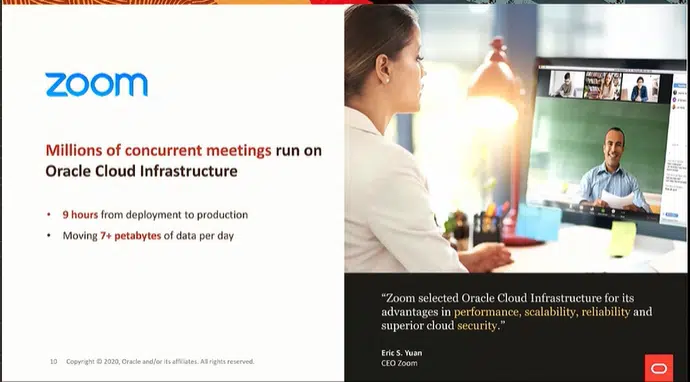 zoom
Millions of concurrent meetings run on
Oracle Cloud Infrastructure
• 9 hours from deployment to production
• Moving 7+ petabytes of data per day
“Zoom selected Oracle Cloud Infrastructure for its
advantages in performance, scalability, reliability and
superior cloud security.”
Eric S. Yuan
CEO Zoom
10 Copyright © 2020, Oracle and/or its affiliates. All rights reserved.